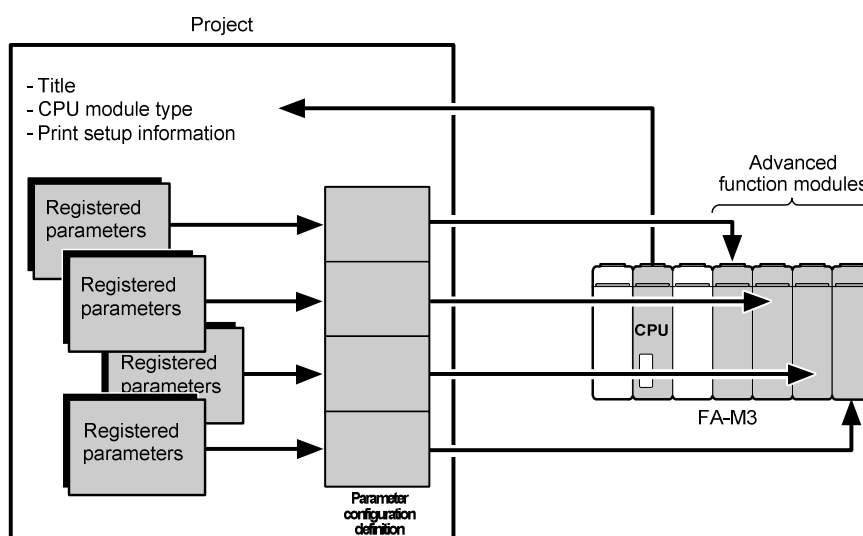 Project
- Title
- CPU module type
- Print setup information
Advanced
function modules
Registered
parameters
Registered
parameters
Registered
parameters
Registered
parameters
CPU
FA-M3
Parameter
configuration
definition